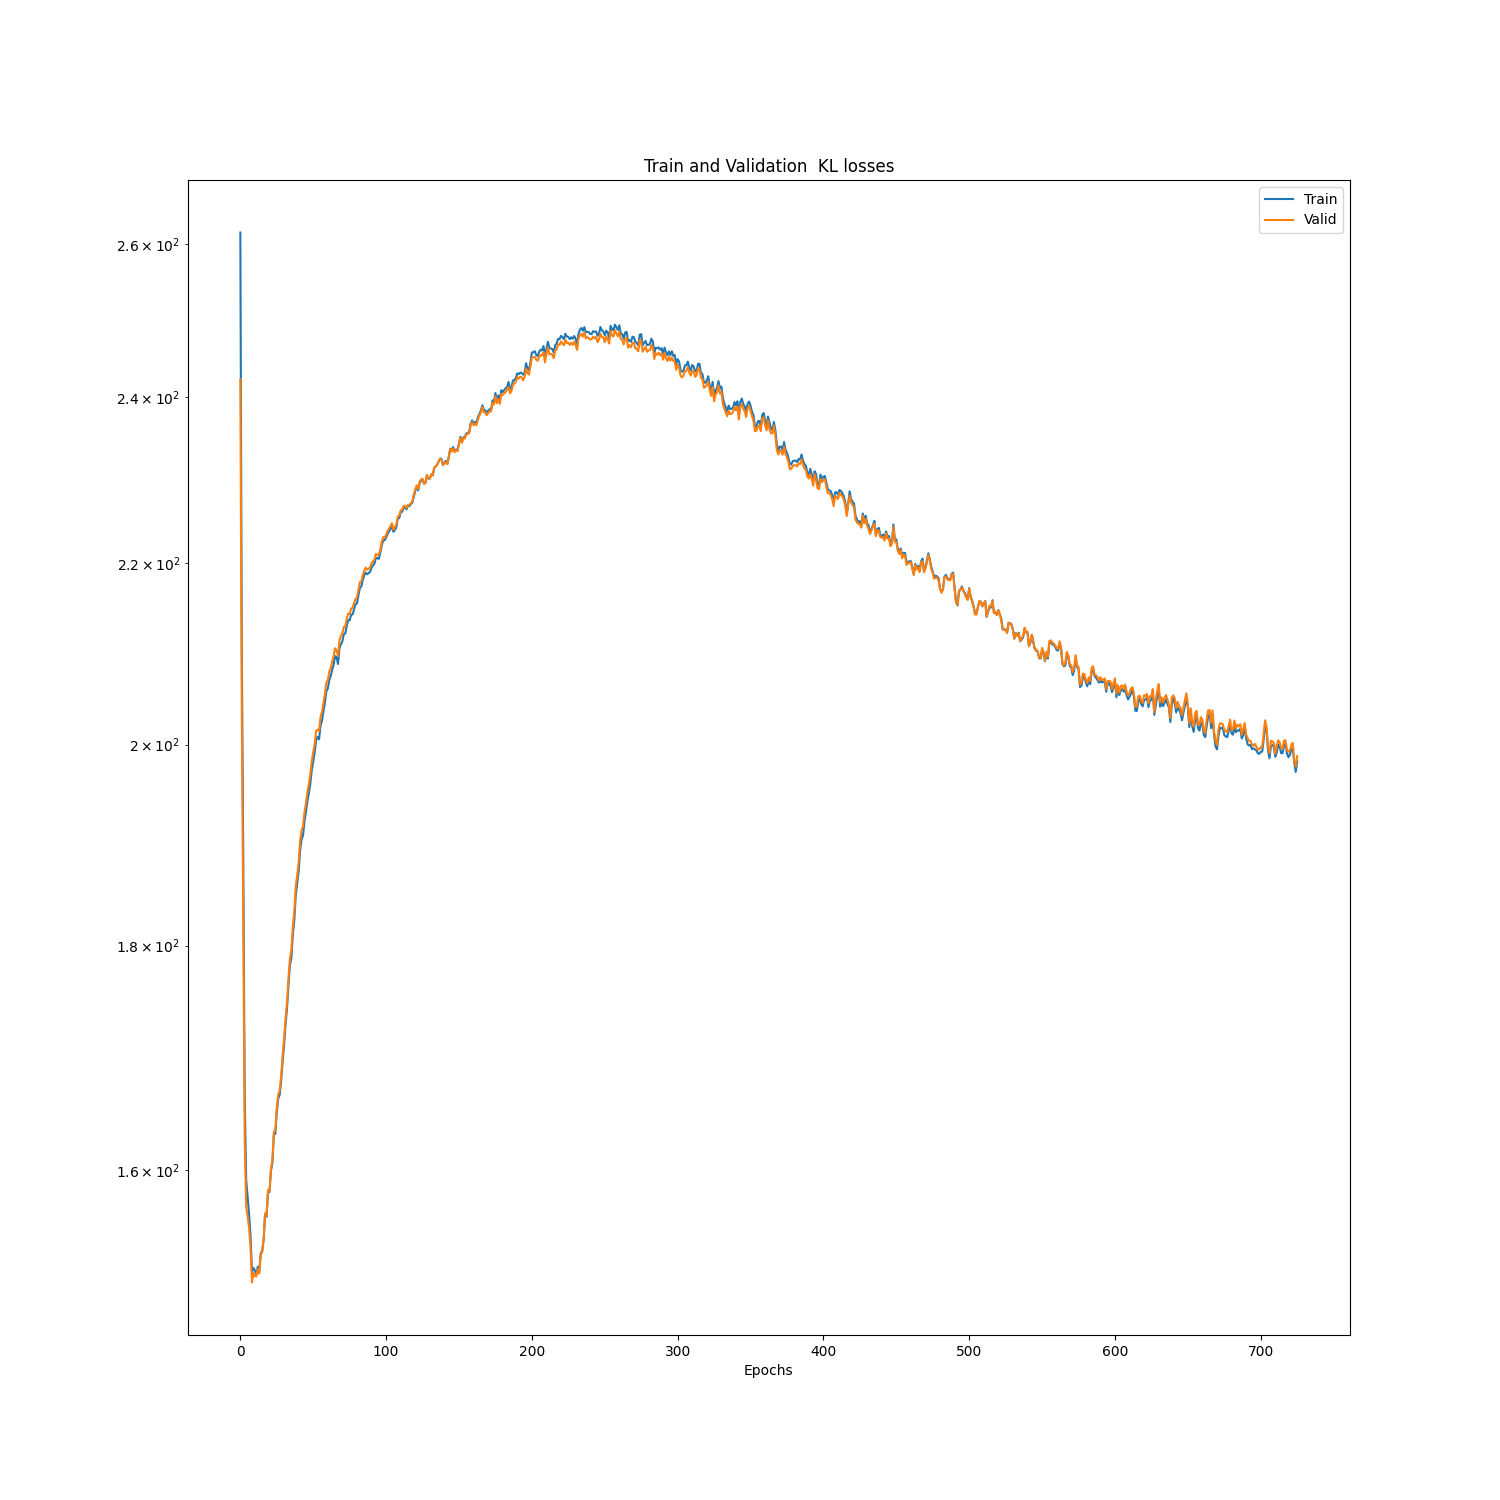 Train and Validation  KL losses
Train
Valid
2.6 × 10²
2.4 × 10²
2.2 × 10²
2 × 10²
1.8 × 10²
1.6 × 10²
0 100 200 300 400 500 600 700
Epochs